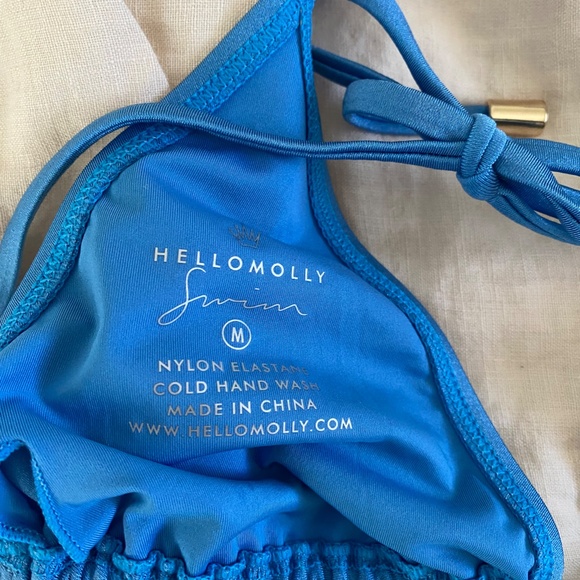 HELLOMOLLY
Swim
M
NYLON ELASTANE
COLD HAND WASH
MADE IN CHINA
WWW.HELLOMOLLY.COM